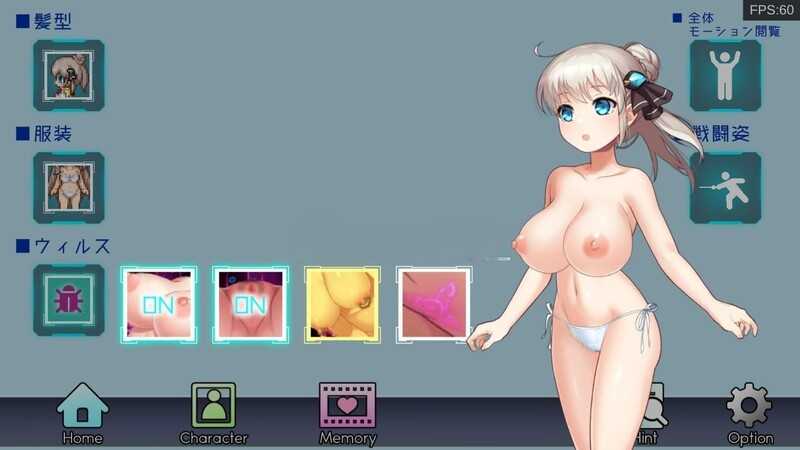 FPS:60
■髪型
■全体
モーション閲覧
■服装
戦闘姿
■ウィルス
ON
ON
Home
Character
Memory
Hint
Option